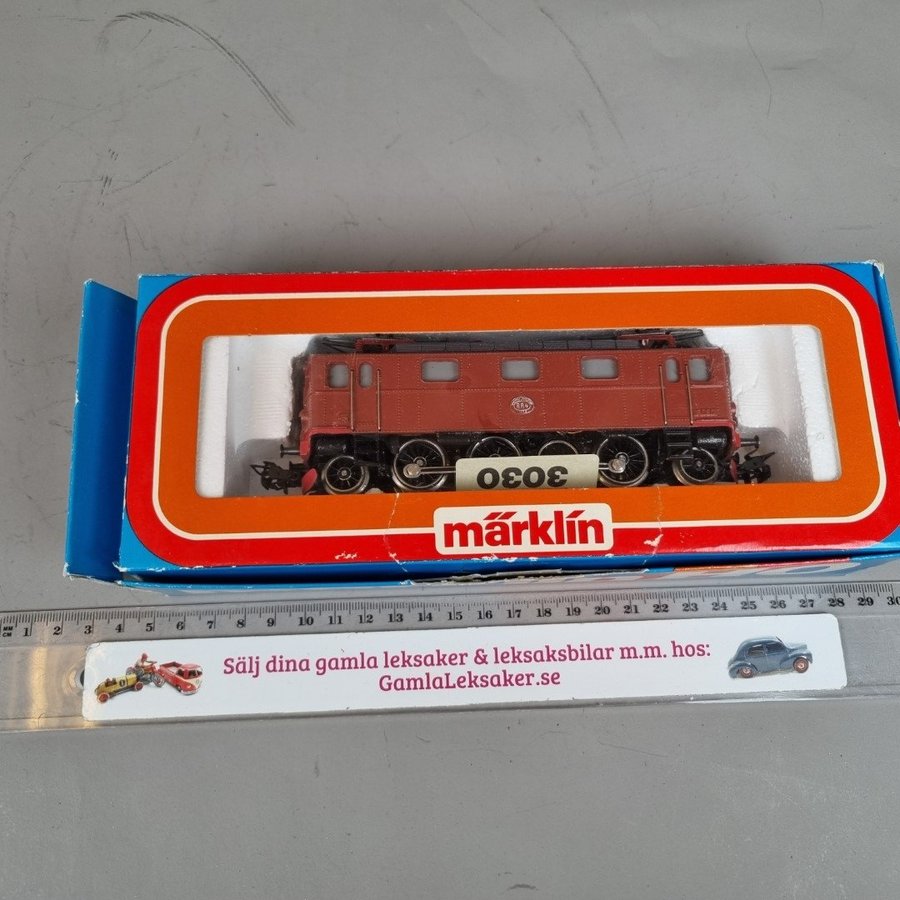 3030
märklin
MM
CM
1 2 3 4 5 6 7 8 9 10 11 12 13 14 15 16 17 18 19 20 21 22 23 24 25 26 27 28 29 30
Sälj dina gamla leksaker & leksaksbilar m.m. hos:
GamlaLeksaker.se